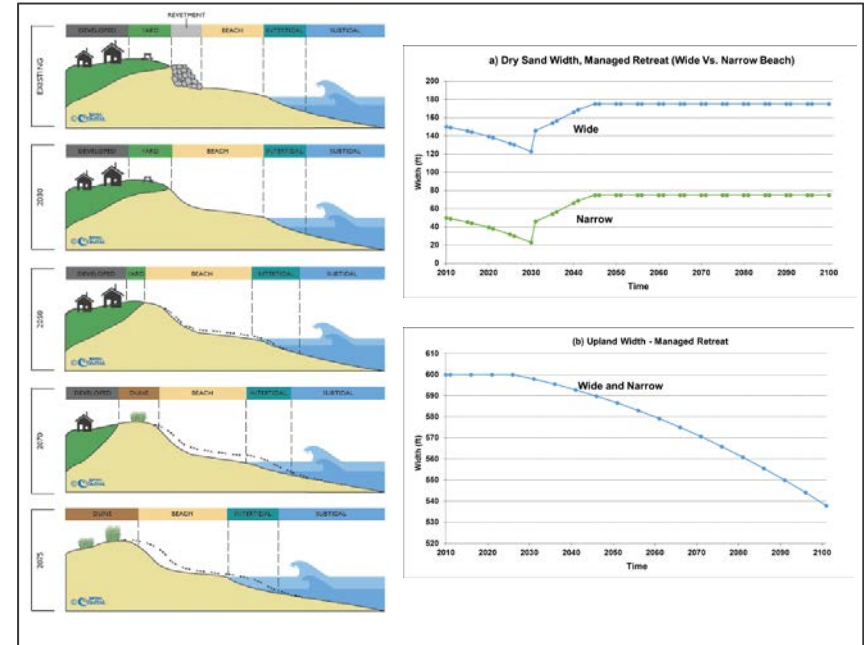 REVETMENT
DEVELOPED YARD BEACH INTERTIDAL SUBTIDAL
EXISTING
DEVELOPED YARD BEACH INTERTIDAL SUBTIDAL
2030
DEVELOPED YARD BEACH INTERTIDAL SUBTIDAL
2050
DEVELOPED DUNE BEACH INTERTIDAL SUBTIDAL
2070
DUNE BEACH INTERTIDAL SUBTIDAL
2075
a) Dry Sand Width, Managed Retreat (Wide Vs. Narrow Beach)
Width (ft)
200
180
160
140
120
100
80
60
40
20
0
Wide
Narrow
2010 2020 2030 2040 2050 2060 2070 2080 2090 2100
Time
(b) Upland Width - Managed Retreat
Width (ft)
610
600
590
580
570
560
550
540
530
520
Wide and Narrow
2010 2020 2030 2040 2050 2060 2070 2080 2090 2100
Time